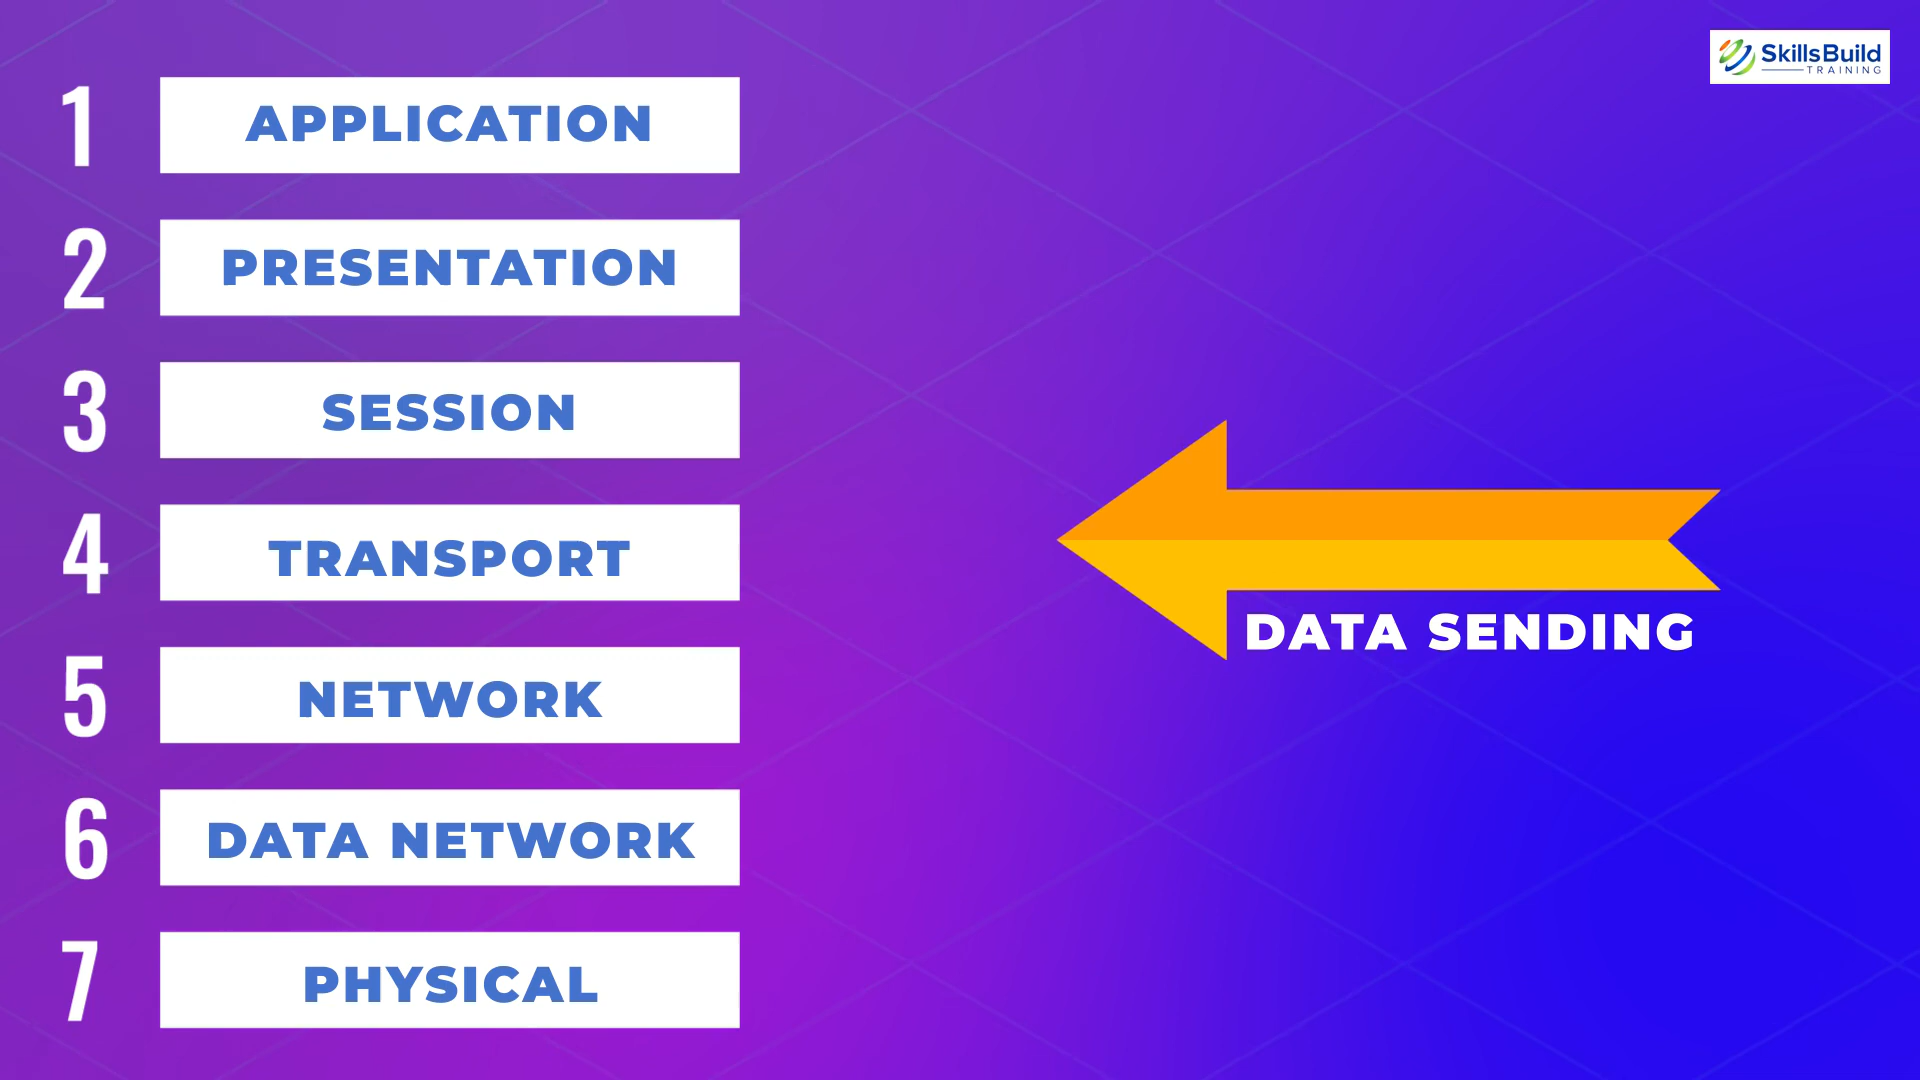 SkillsBuild
TRAINING
1 APPLICATION
2 PRESENTATION
3 SESSION
4 TRANSPORT
5 NETWORK
6 DATA NETWORK
7 PHYSICAL
DATA SENDING